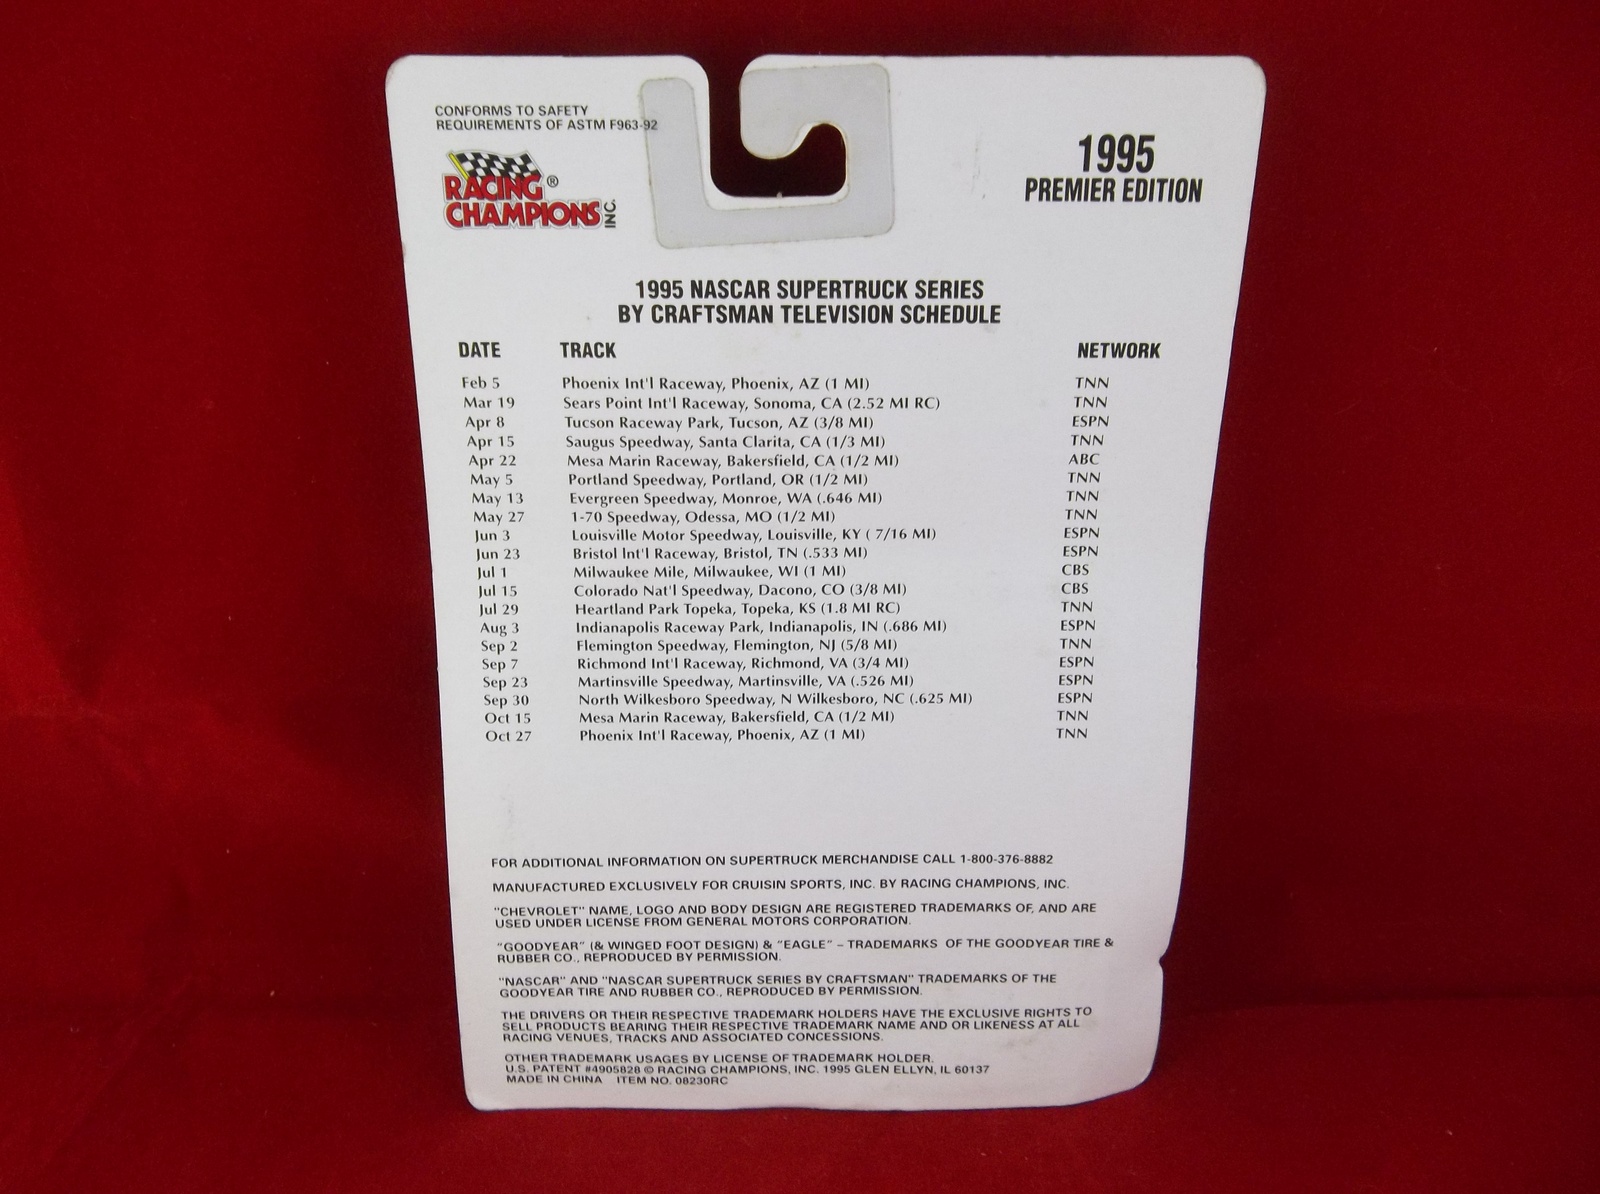 CONFORMS TO SAFETY
REQUIREMENTS OF ASTM F963-92
RACING ®
CHAMPIONS INC.
1995
PREMIER EDITION
1995 NASCAR SUPERTRUCK SERIES
BY CRAFTSMAN TELEVISION SCHEDULE
DATE TRACK NETWORK
Feb 5 Phoenix Int'l Raceway, Phoenix, AZ (1 MI) TNN
Mar 19 Sears Point Int'l Raceway, Sonoma, CA (2.52 MI RC) TNN
Apr 8 Tucson Raceway Park, Tucson, AZ (3/8 MI) ESPN
Apr 15 Saugus Speedway, Santa Clarita, CA (1/3 MI) TNN
Apr 22 Mesa Marin Raceway, Bakersfield, CA (1/2 MI) ABC
May 5 Portland Speedway, Portland, OR (1/2 MI) TNN
May 13 Evergreen Speedway, Monroe, WA (.646 MI) TNN
May 27 1-70 Speedway, Odessa, MO (1/2 MI) TNN
Jun 3 Louisville Motor Speedway, Louisville, KY ( 7/16 MI) ESPN
Jun 23 Bristol Int'l Raceway, Bristol, TN (.533 MI) ESPN
Jul 1 Milwaukee Mile, Milwaukee, WI (1 MI) CBS
Jul 15 Colorado Nat'l Speedway, Dacono, CO (3/8 MI) CBS
Jul 29 Heartland Park Topeka, Topeka, KS (1.8 MI RC) TNN
Aug 3 Indianapolis Raceway Park, Indianapolis, IN (.686 MI) ESPN
Sep 2 Flemington Speedway, Flemington, NJ (5/8 MI) TNN
Sep 7 Richmond Int'l Raceway, Richmond, VA (3/4 MI) ESPN
Sep 23 Martinsville Speedway, Martinsville, VA (.526 MI) ESPN
Sep 30 North Wilkesboro Speedway, N Wilkesboro, NC (.625 MI) ESPN
Oct 15 Mesa Marin Raceway, Bakersfield, CA (1/2 MI) TNN
Oct 27 Phoenix Int'l Raceway, Phoenix, AZ (1 MI) TNN
FOR ADDITIONAL INFORMATION ON SUPERTRUCK MERCHANDISE CALL 1-800-376-8882
MANUFACTURED EXCLUSIVELY FOR CRUISIN SPORTS, INC. BY RACING CHAMPIONS, INC.
"CHEVROLET" NAME, LOGO AND BODY DESIGN ARE REGISTERED TRADEMARKS OF, AND ARE
USED UNDER LICENSE FROM GENERAL MOTORS CORPORATION.
"GOODYEAR" (& WINGED FOOT DESIGN) & "EAGLE" – TRADEMARKS OF THE GOODYEAR TIRE &
RUBBER CO., REPRODUCED BY PERMISSION.
"NASCAR" AND "NASCAR SUPERTRUCK SERIES BY CRAFTSMAN" TRADEMARKS OF THE
GOODYEAR TIRE AND RUBBER CO., REPRODUCED BY PERMISSION.
THE DRIVERS OR THEIR RESPECTIVE TRADEMARK HOLDERS HAVE THE EXCLUSIVE RIGHTS TO
SELL PRODUCTS BEARING THEIR RESPECTIVE TRADEMARK NAME AND OR LIKENESS AT ALL
RACING VENUES, TRACKS AND ASSOCIATED CONCESSIONS.
OTHER TRADEMARK USAGES BY LICENSE OF TRADEMARK HOLDER.
U.S. PATENT #4905828 © RACING CHAMPIONS, INC. 1995 GLEN ELLYN, IL 60137
MADE IN CHINA ITEM NO. 08230RC